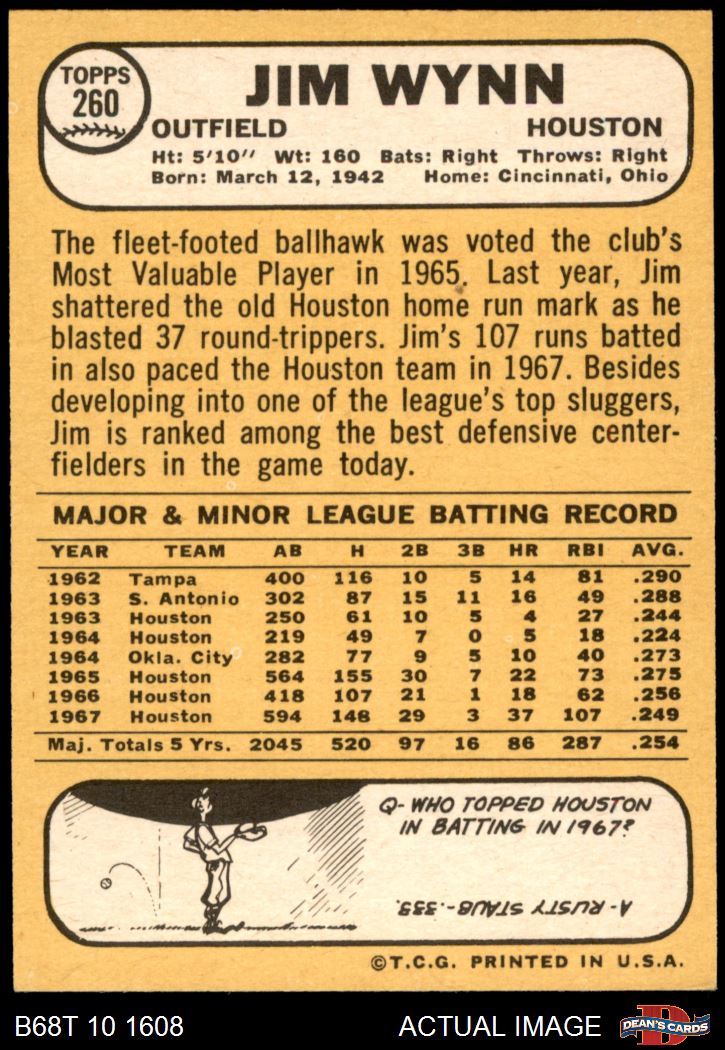 TOPPS
260
JIM WYNN
OUTFIELD HOUSTON
Ht: 5'10" Wt: 160 Bats: Right Throws: Right
Born: March 12, 1942 Home: Cincinnati, Ohio
The fleet-footed ballhawk was voted the club's
Most Valuable Player in 1965. Last year, Jim
shattered the old Houston home run mark as he
blasted 37 round-trippers. Jim's 107 runs batted
in also paced the Houston team in 1967. Besides
developing into one of the league's top sluggers,
Jim is ranked among the best defensive center-
fielders in the game today.
MAJOR & MINOR LEAGUE BATTING RECORD
YEAR TEAM AB H 2B 3B HR RBI AVG.
1962 Tampa 400 116 10 5 14 81 .290
1963 S. Antonio 302 87 15 11 16 49 .288
1963 Houston 250 61 10 5 4 27 .244
1964 Houston 219 49 7 0 5 18 .224
1964 Okla. City 282 77 9 5 10 40 .273
1965 Houston 564 155 30 7 22 73 .275
1966 Houston 418 107 21 1 18 62 .256
1967 Houston 594 148 29 3 37 107 .249
Maj. Totals 5 Yrs. 2045 520 97 16 86 287 .254
Q- WHO TOPPED HOUSTON
IN BATTING IN 1967?
A- RUSTY STAUB-.333.
©T.C.G. PRINTED IN U.S.A.
B68T 10 1608 ACTUAL IMAGE
DEAN'S CARDS